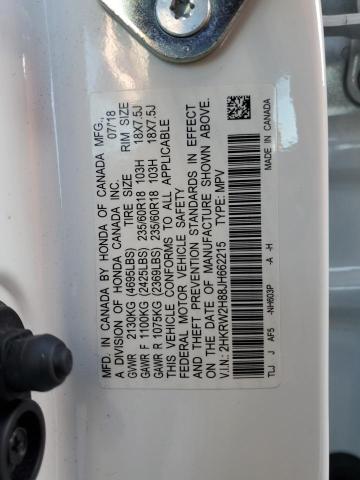 MFD. IN CANADA BY HONDA OF CANADA MFG.,
A DIVISION OF HONDA CANADA INC. 07/18
GVWR 2130KG (4695LBS) TIRE SIZE RIM SIZE
GAWR F 1100KG (2425LBS) 235/60R18 103H 18X7.5J
GAWR R 1075KG (2369LBS) 235/60R18 103H 18X7.5J
THIS VEHICLE CONFORMS TO ALL APPLICABLE
FEDERAL MOTOR VEHICLE SAFETY
AND THEFT PREVENTION STANDARDS IN EFFECT
ON THE DATE OF MANUFACTURE SHOWN ABOVE.
V.I.N.: 2HKRW2H88JH662215 TYPE: MPV
TLJ J AF5 -NH603P -A -H MADE IN CANADA